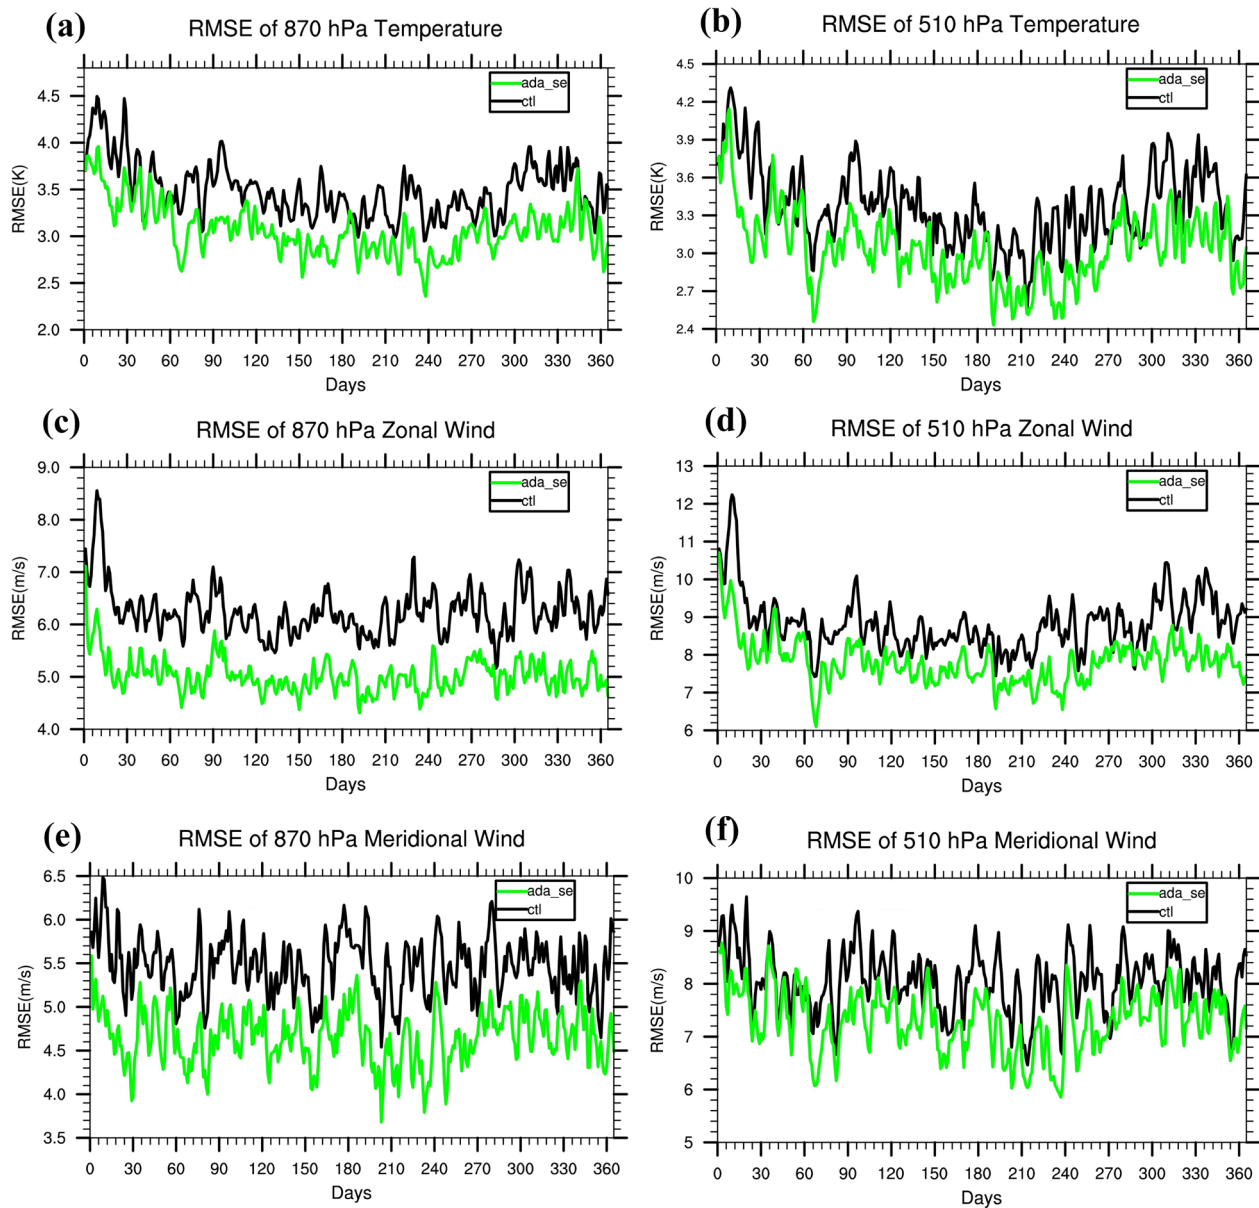 (a)
RMSE of 870 hPa Temperature
ada_se
ctl
RMSE(K)
4.5
4.0
3.5
3.0
2.5
2.0
0 30 60 90 120 150 180 210 240 270 300 330 360
Days
(b)
RMSE of 510 hPa Temperature
ada_se
ctl
RMSE(K)
4.5
4.2
3.9
3.6
3.3
3.0
2.7
2.4
0 30 60 90 120 150 180 210 240 270 300 330 360
Days
(c)
RMSE of 870 hPa Zonal Wind
ada_se
ctl
RMSE(m/s)
9.0
8.0
7.0
6.0
5.0
4.0
0 30 60 90 120 150 180 210 240 270 300 330 360
Days
(d)
RMSE of 510 hPa Zonal Wind
ada_se
ctl
RMSE(m/s)
13
12
11
10
9
8
7
6
0 30 60 90 120 150 180 210 240 270 300 330 360
Days
(e)
RMSE of 870 hPa Meridional Wind
ada_se
ctl
RMSE(m/s)
6.5
6.0
5.5
5.0
4.5
4.0
3.5
0 30 60 90 120 150 180 210 240 270 300 330 360
Days
(f)
RMSE of 510 hPa Meridional Wind
ada_se
ctl
RMSE(m/s)
10
9
8
7
6
5
0 30 60 90 120 150 180 210 240 270 300 330 360
Days